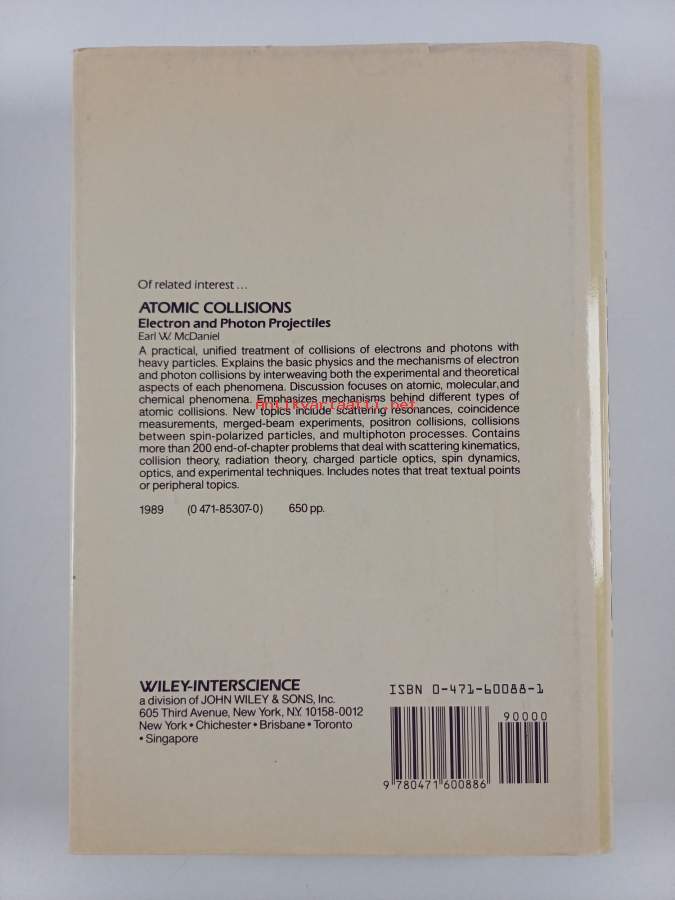 Of related interest...
ATOMIC COLLISIONS
Electron and Photon Projectiles
Earl W. McDaniel
A practical, unified treatment of collisions of electrons and photons with
heavy particles. Explains the basic physics and the mechanisms of electron
and photon collisions by interweaving both the experimental and theoretical
aspects of each phenomena. Discussion focuses on atomic, molecular, and
chemical phenomena. Emphasizes mechanisms behind different types of
antikvariaatti.net
atomic collisions. New topics include scattering resonances, coincidence
measurements, merged-beam experiments, positron collisions, collisions
between spin-polarized particles, and multiphoton processes. Contains
more than 200 end-of-chapter problems that deal with scattering kinematics,
collision theory, radiation theory, charged particle optics, spin dynamics,
optics, and experimental techniques. Includes notes that treat textual points
or peripheral topics.
1989 (0 471-85307-0) 650 pp.
WILEY-INTERSCIENCE
a division of JOHN WILEY & SONS, Inc.
605 Third Avenue, New York, N.Y. 10158-0012
New York • Chichester • Brisbane • Toronto
• Singapore
ISBN 0-471-60088-1
90000
9 780471 600886